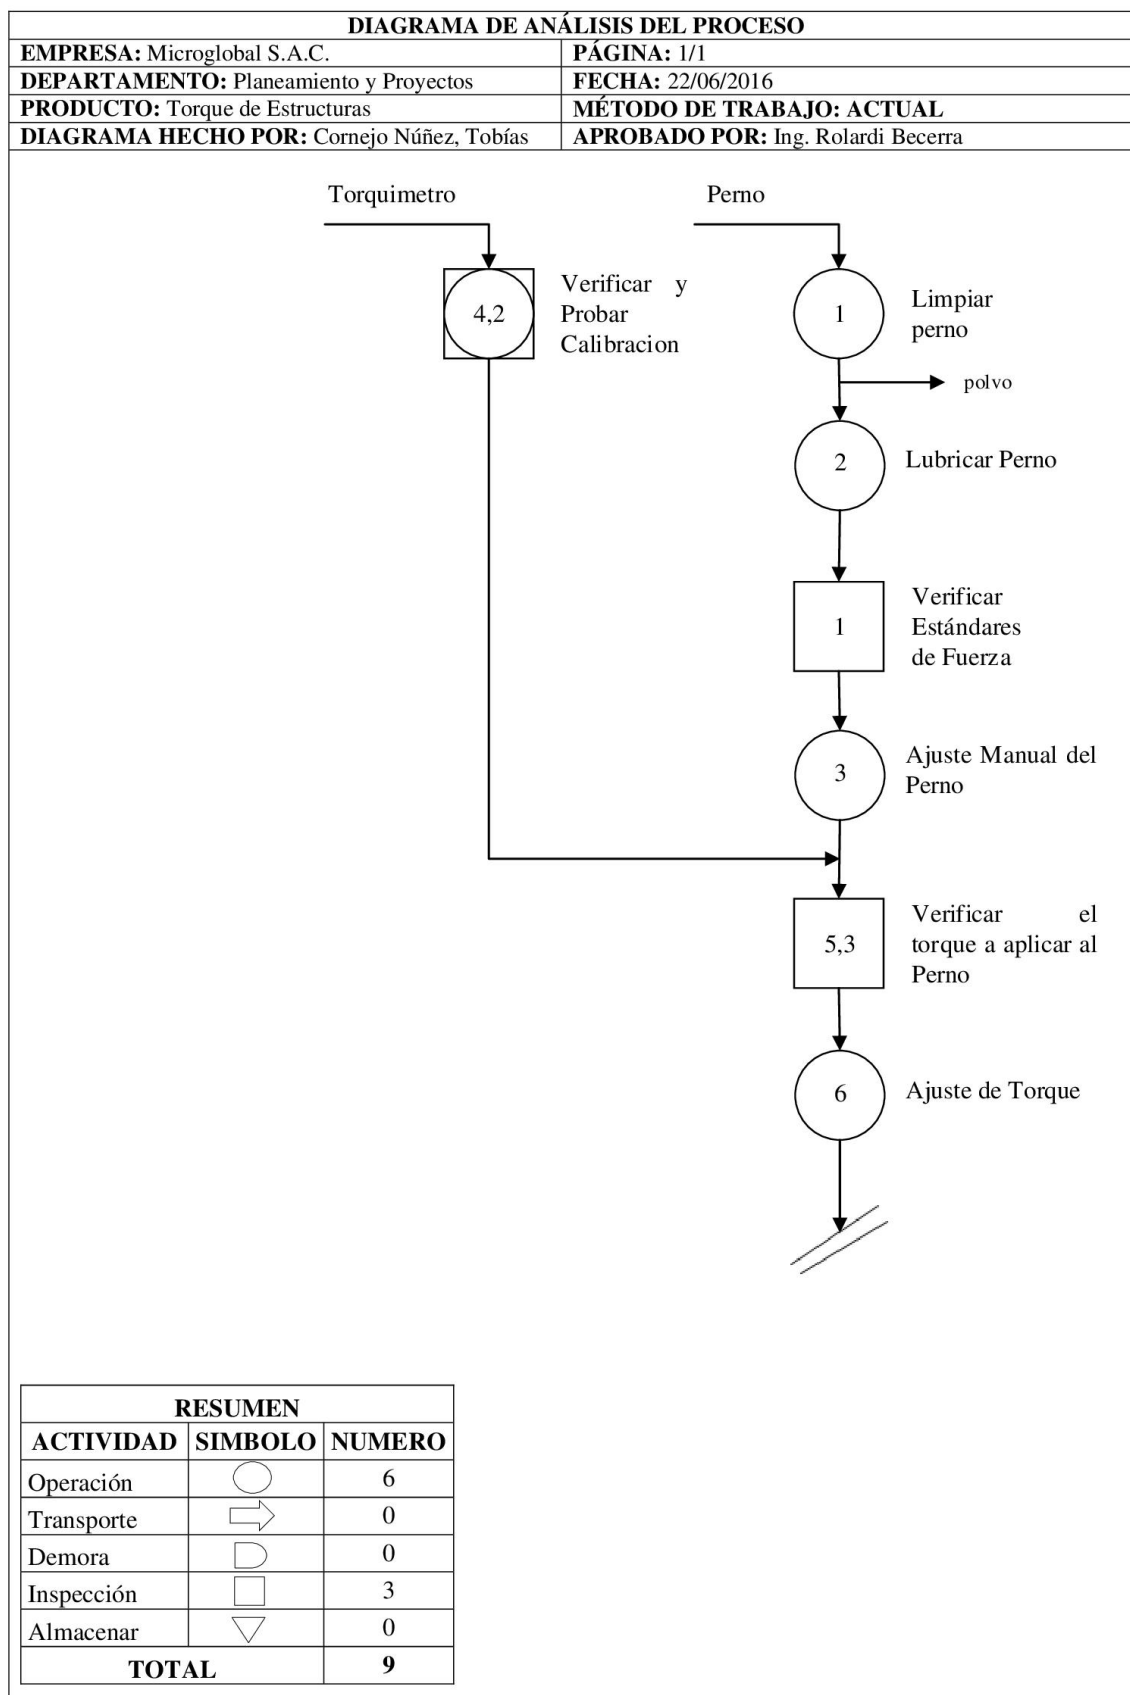 DIAGRAMA DE ANÁLISIS DEL PROCESO
EMPRESA: Microglobal S.A.C.
PÁGINA: 1/1
DEPARTAMENTO: Planeamiento y Proyectos
FECHA: 22/06/2016
PRODUCTO: Torque de Estructuras
MÉTODO DE TRABAJO: ACTUAL
DIAGRAMA HECHO POR: Cornejo Núñez, Tobías
APROBADO POR: Ing. Rolardi Becerra
Torquimetro
Perno
4,2
Verificar y
Probar
Calibracion
1
Limpiar
perno
polvo
2
Lubricar Perno
1
Verificar
Estándares
de Fuerza
3
Ajuste Manual del
Perno
5,3
Verificar el
torque a aplicar al
Perno
6
Ajuste de Torque
RESUMEN
ACTIVIDAD SIMBOLO NUMERO
Operación 6
Transporte 0
Demora 0
Inspección 3
Almacenar 0
TOTAL 9